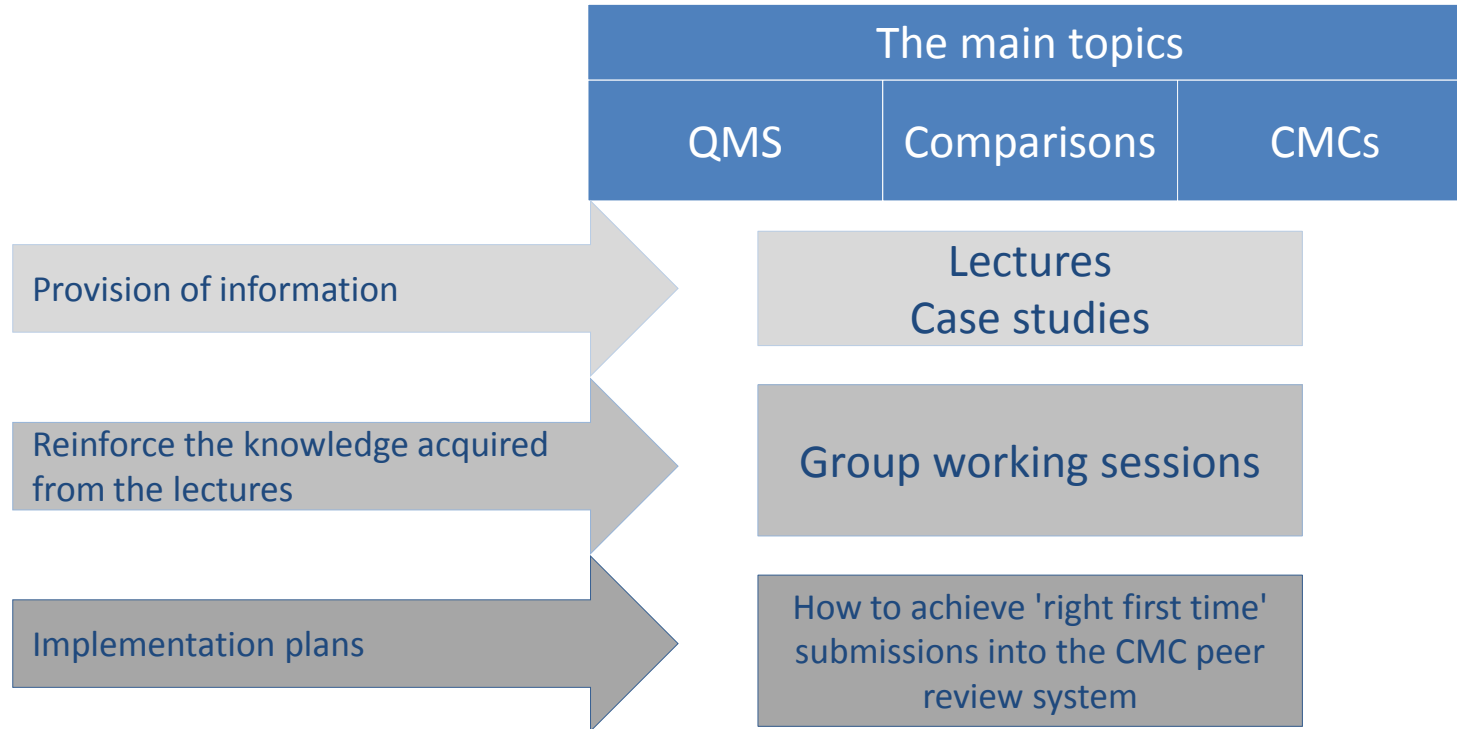 The main topics
QMS
Comparisons
CMCs
Provision of information
Lectures
Case studies
Reinforce the knowledge acquired
from the lectures
Group working sessions
Implementation plans
How to achieve 'right first time'
submissions into the CMC peer
review system